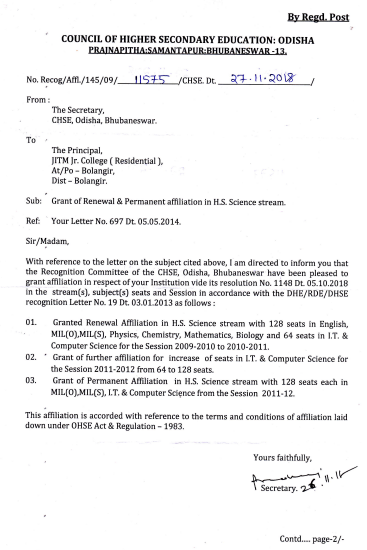 By Regd. Post
COUNCIL OF HIGHER SECONDARY EDUCATION: ODISHA
PRAJNAPITHA:SAMANTAPUR:BHUBANESWAR -13.
No. Recog/Affl./145/09/ 11575 /CHSE. Dt. 27.11.2018 /
From :
The Secretary,
CHSE, Odisha, Bhubaneswar.
To
The Principal,
JITM Jr. College ( Residential ),
At/Po – Bolangir,
Dist – Bolangir.
Sub: Grant of Renewal & Permanent affiliation in H.S. Science stream.
Ref: Your Letter No. 697 Dt. 05.05.2014.
Sir/Madam,
With reference to the letter on the subject cited above, I am directed to inform you that
the Recognition Committee of the CHSE, Odisha, Bhubaneswar have been pleased to
grant affiliation in respect of your Institution vide its resolution No. 1148 Dt. 05.10.2018
in the stream(s), subject(s) seats and Session in accordance with the DHE/RDE/DHSE
recognition Letter No. 19 Dt. 03.01.2013 as follows :
01. Granted Renewal Affiliation in H.S. Science stream with 128 seats in English,
MIL(O),MIL(S), Physics, Chemistry, Mathematics, Biology and 64 seats in I.T. &
Computer Science for the Session 2009-2010 to 2010-2011.
02. Grant of further affiliation for increase of seats in I.T. & Computer Science for
the Session 2011-2012 from 64 to 128 seats.
03. Grant of Permanent Affiliation in H.S. Science stream with 128 seats each in
MIL(O),MIL(S), I.T. & Computer Science from the Session 2011-12.
This affiliation is accorded with reference to the terms and conditions of affiliation laid
down under OHSE Act & Regulation – 1983.
Yours faithfully,
Secretary.
Contd.... page-2/-